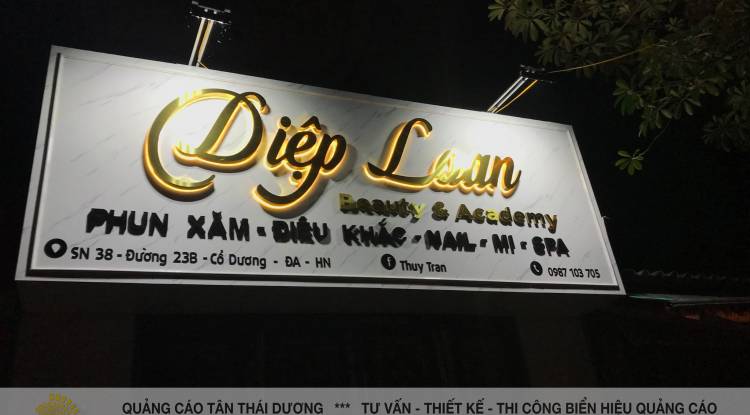 Diệp Loan
Beauty & Academy
PHUN XĂM - ĐIÊU KHẮC - NAIL - MI - SPA
SN 38 - Đường 23B - Cổ Dương - ĐA - HN
Thuy Tran
0987 103 705
QUẢNG CÁO TÂN THÁI DƯƠNG *** TƯ VẤN - THIẾT KẾ - THI CÔNG BIỂN HIỆU QUẢNG CÁO